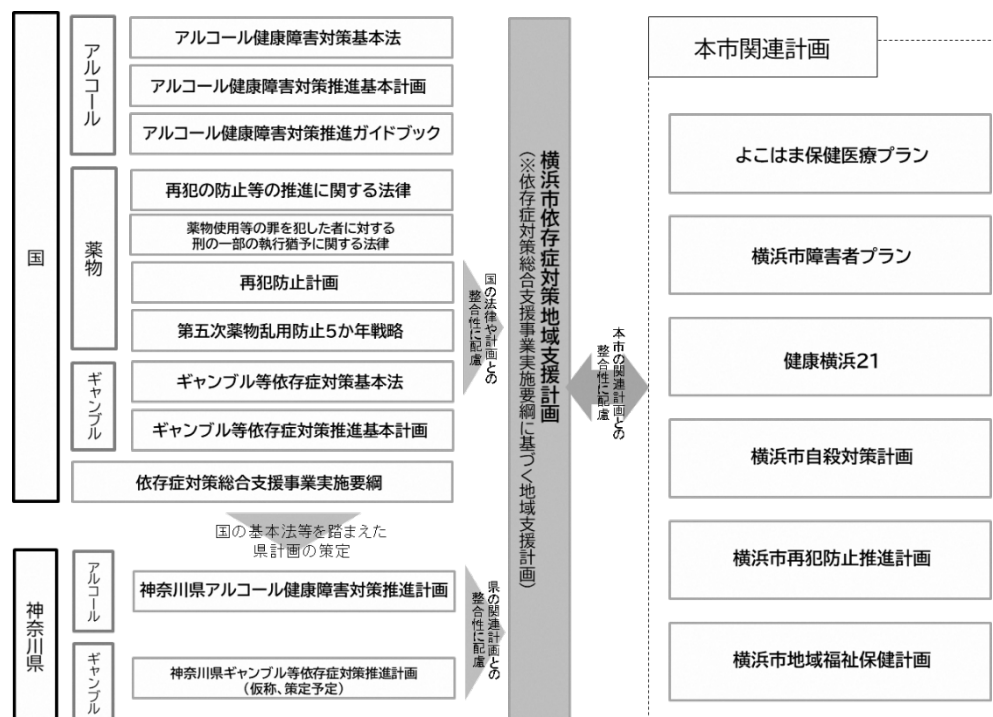 国
アルコール
アルコール健康障害対策基本法
アルコール健康障害対策推進基本計画
アルコール健康障害対策推進ガイドブック
薬物
再犯の防止等の推進に関する法律
薬物使用等の罪を犯した者に対する
刑の一部の執行猶予に関する法律
再犯防止計画
第五次薬物乱用防止5か年戦略
ギャンブル
ギャンブル等依存症対策基本法
ギャンブル等依存症対策推進基本計画
依存症対策総合支援事業実施要綱
国の法律や計画との
整合性に配慮
国の基本法等を踏まえた
県計画の策定
神奈川県
アルコール
神奈川県アルコール健康障害対策推進計画
ギャンブル
神奈川県ギャンブル等依存症対策推進計画
(仮称、策定予定)
県の関連計画との
整合性に配慮
横浜市依存症対策地域支援計画
(※依存症対策総合支援事業実施要綱に基づく地域支援計画)
本市の関連計画との
整合性に配慮
本市関連計画
よこはま保健医療プラン
横浜市障害者プラン
健康横浜21
横浜市自殺対策計画
横浜市再犯防止推進計画
横浜市地域福祉保健計画